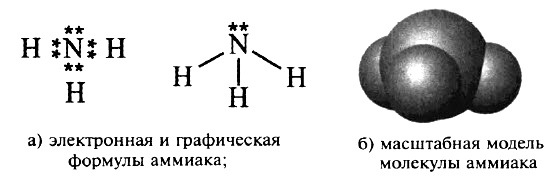 H :N: H
H
N
H H H
а) электронная и графическая
формулы аммиака;
б) масштабная модель
молекулы аммиака